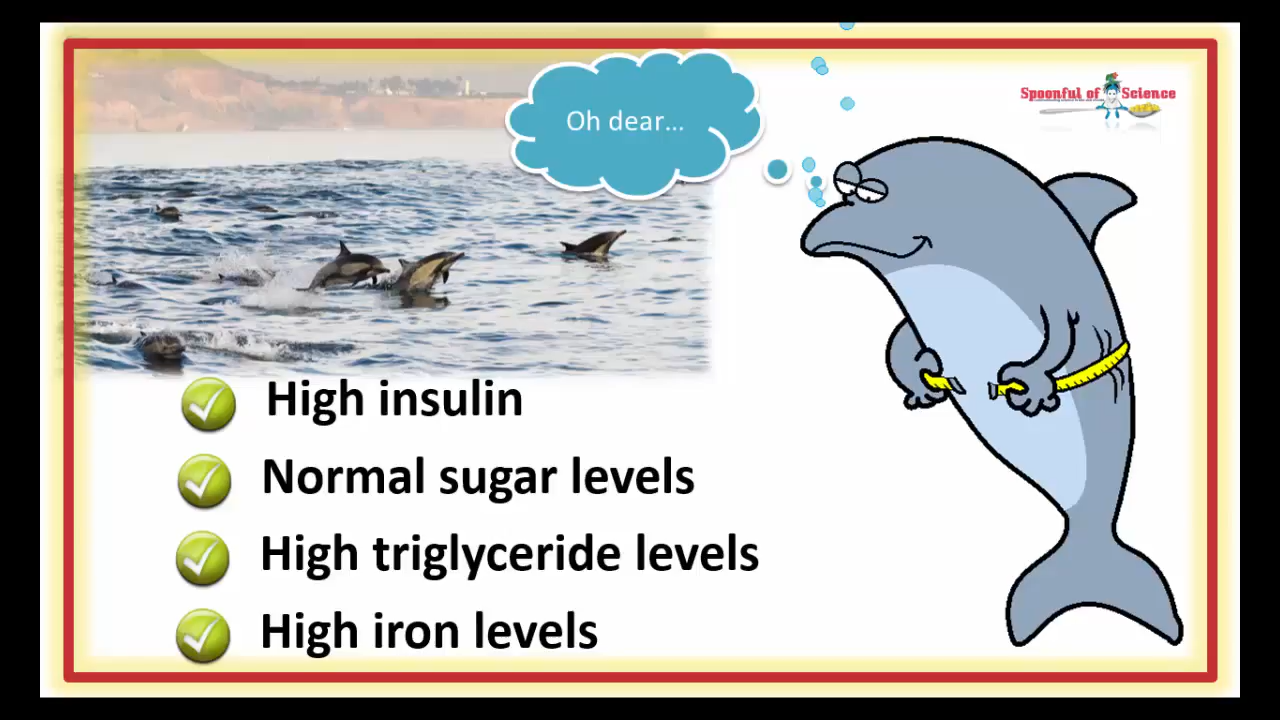 Oh dear...
Spoonful of Science
High insulin
Normal sugar levels
High triglyceride levels
High iron levels